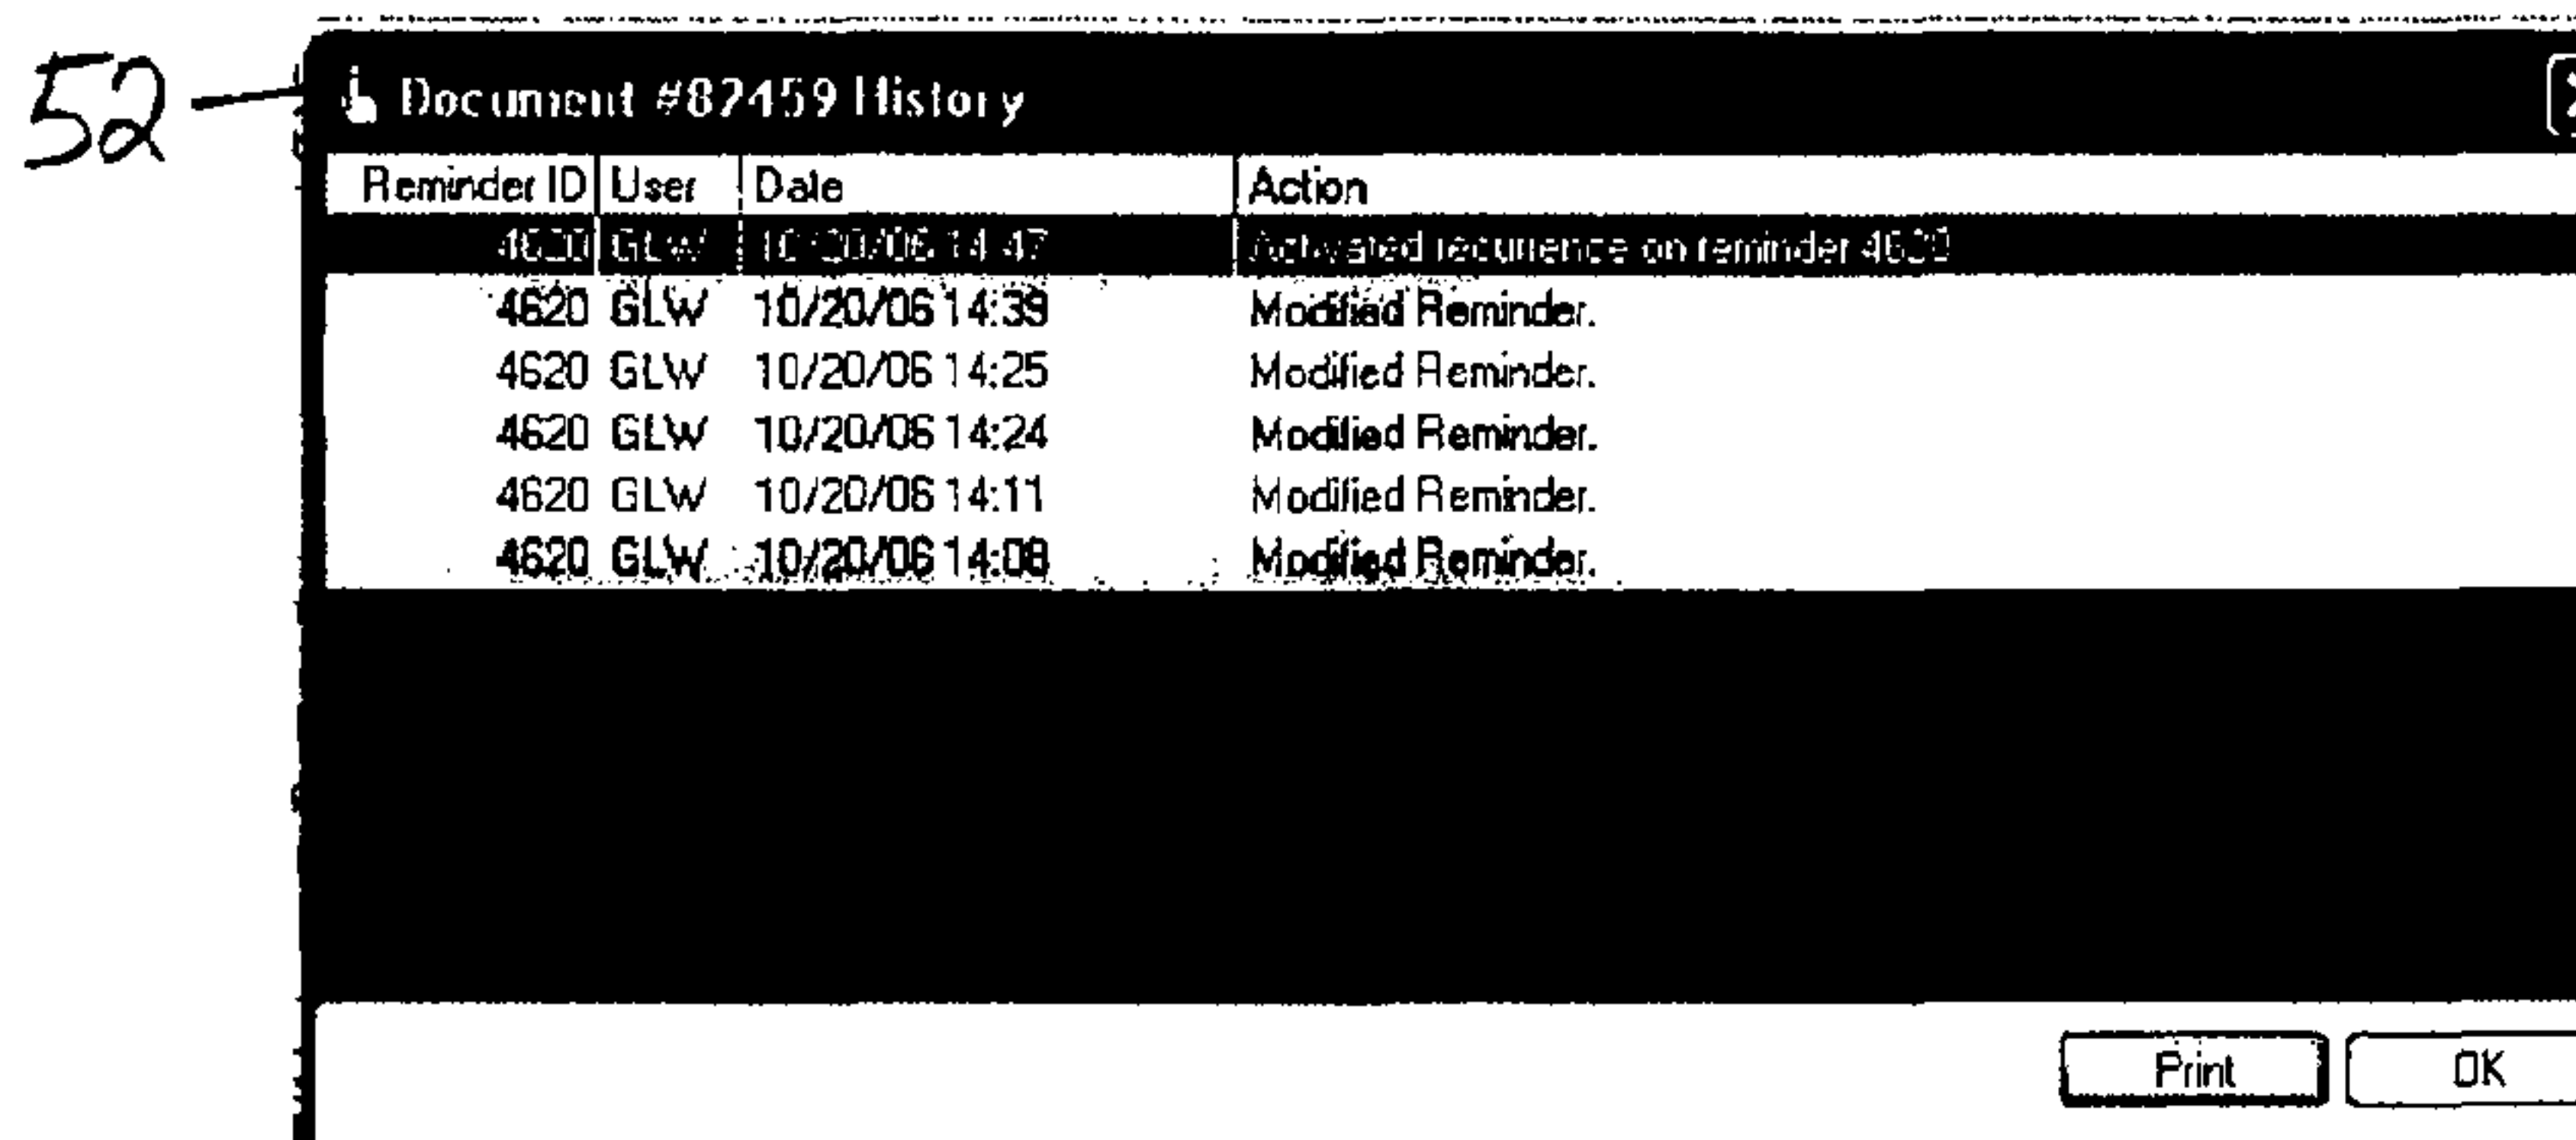 52
Document #82459 History
Reminder ID User Date Action
4620 GLW 10/20/06 14:47 Activated recurrence on reminder 4620
4620 GLW 10/20/06 14:39 Modified Reminder.
4620 GLW 10/20/06 14:25 Modified Reminder.
4620 GLW 10/20/06 14:24 Modified Reminder.
4620 GLW 10/20/06 14:11 Modified Reminder.
4620 GLW 10/20/06 14:08 Modified Reminder.
Print OK